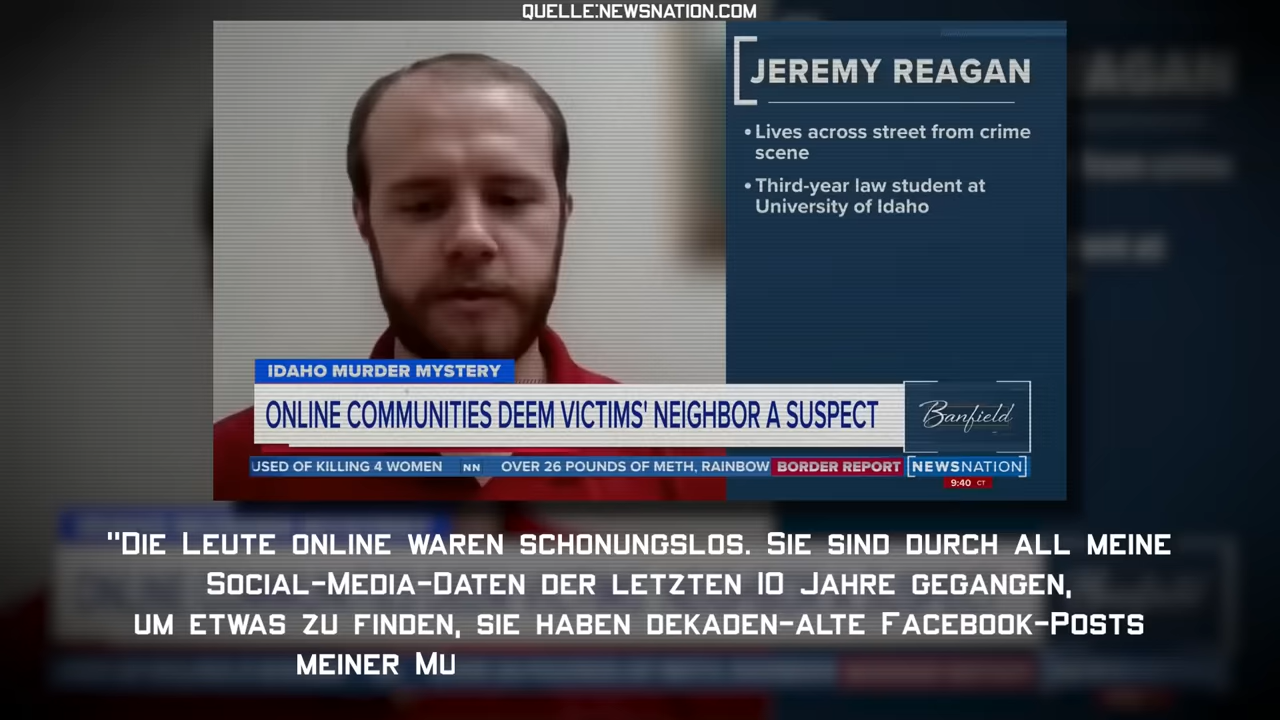 QUELLE:NEWSNATION.COM
JEREMY REAGAN
• Lives across street from crime
scene
• Third-year law student at
University of Idaho
IDAHO MURDER MYSTERY
ONLINE COMMUNITIES DEEM VICTIMS' NEIGHBOR A SUSPECT
Banfield
USED OF KILLING 4 WOMEN NN OVER 26 POUNDS OF METH, RAINBOW BORDER REPORT NEWSNATION
9:40 CT
"DIE LEUTE ONLINE WAREN SCHONUNGSLOS. SIE SIND DURCH ALL MEINE
SOCIAL-MEDIA-DATEN DER LETZTEN 10 JAHRE GEGANGEN,
UM ETWAS ZU FINDEN, SIE HABEN DEKADEN-ALTE FACEBOOK-POSTS
MEINER MU